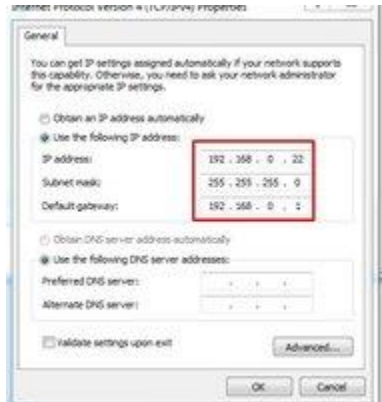 Internet Protocol Version 4 (TCP/IPv4) Properties
General
You can get IP settings assigned automatically if your network supports
this capability. Otherwise, you need to ask your network administrator
for the appropriate IP settings.
Obtain an IP address automatically
Use the following IP address:
IP address: 192 . 168 . 0 . 22
Subnet mask: 255 . 255 . 255 . 0
Default gateway: 192 . 168 . 0 . 1
Obtain DNS server address automatically
Use the following DNS server addresses:
Preferred DNS server: . . .
Alternate DNS server: . . .
Validate settings upon exit
Advanced...
OK Cancel